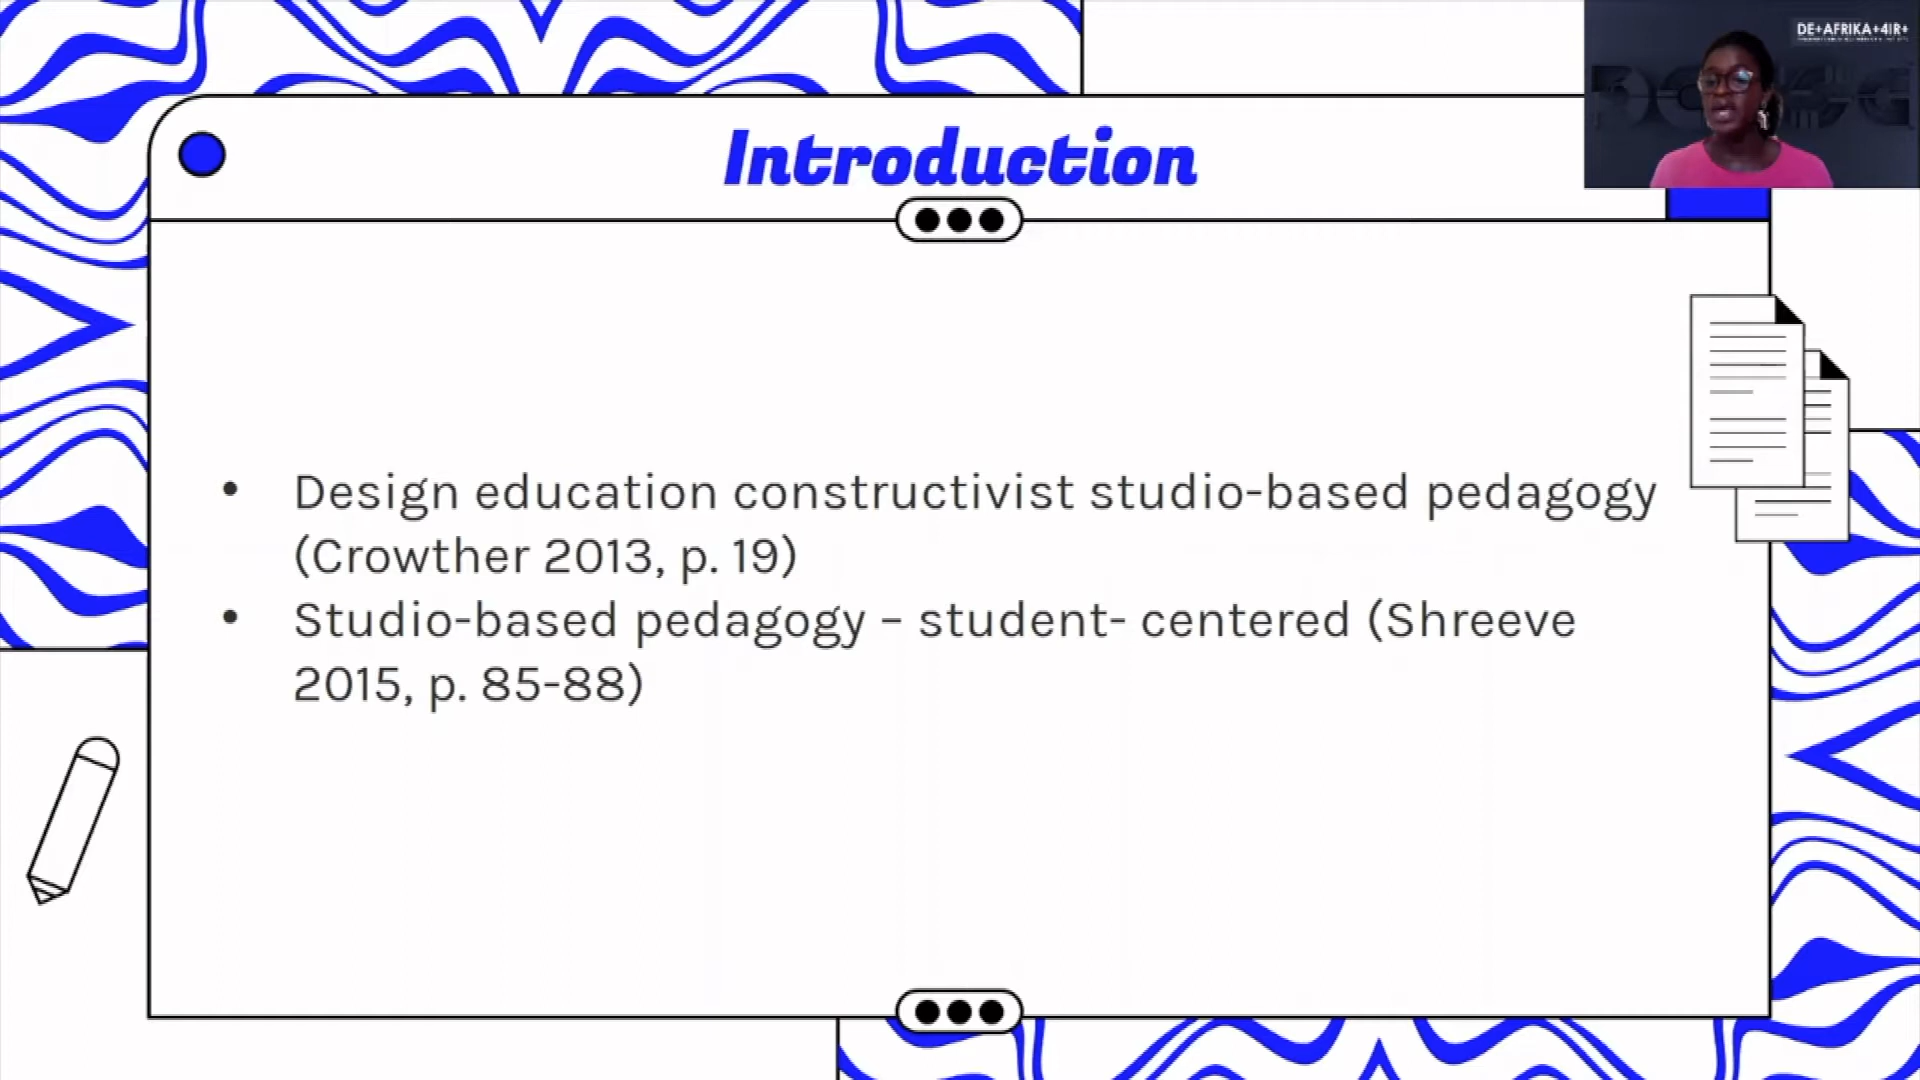 DE+AFRIKA+4IR+
Introduction
• Design education constructivist studio-based pedagogy
(Crowther 2013, p. 19)
• Studio-based pedagogy – student- centered (Shreeve
2015, p. 85-88)